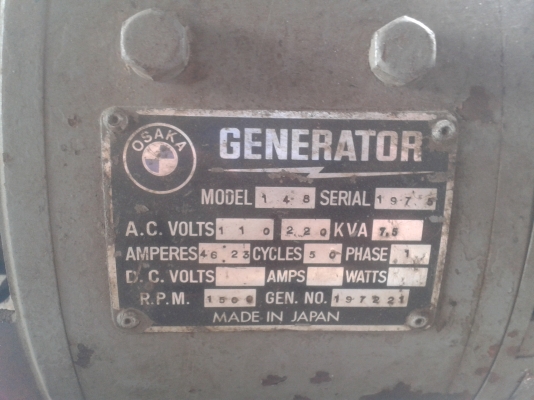 OSAKA
GENERATOR
MODEL 148 SERIAL 1978
A.C. VOLTS 110 220 KVA 7.5
AMPERES 46 23 CYCLES 50 PHASE 1
D.C. VOLTS AMPS WATTS
R.P.M. 1500 GEN. NO. 197221
MADE IN JAPAN